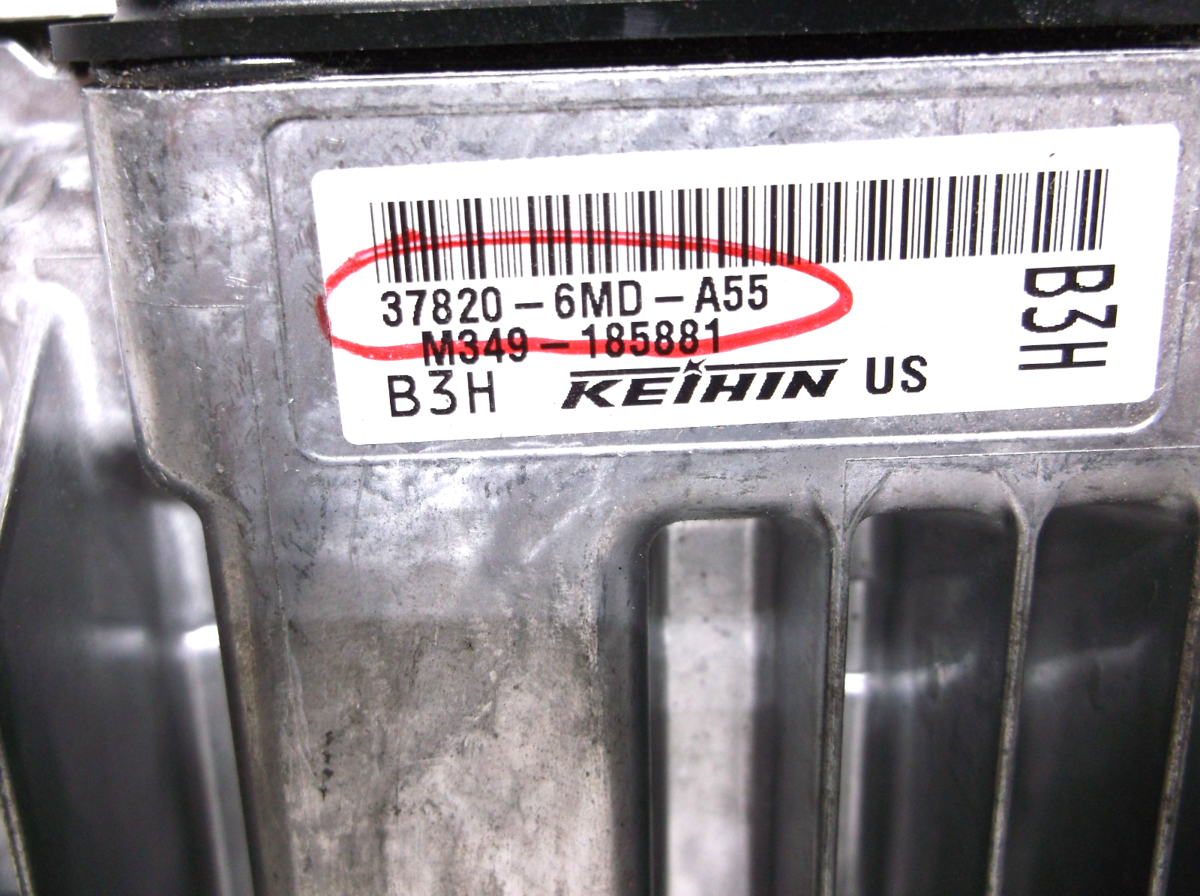 37820-6MD-A55
M349-185881
B3H KEIHIN US
B3H